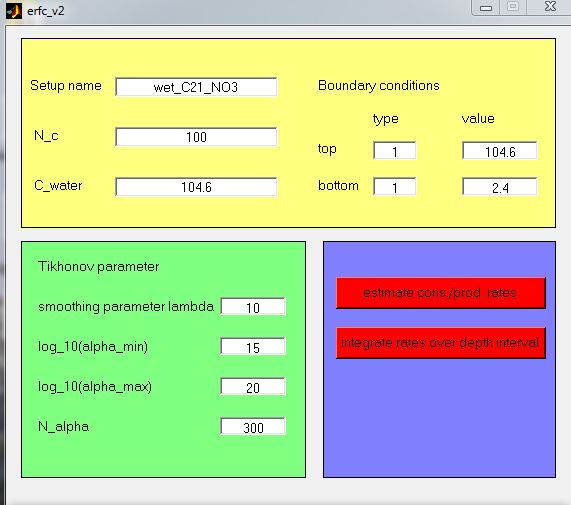 erfc_v2
Setup name wet_C21_NO3 Boundary conditions
type value
N_c 100
top 1 104.6
C_water 104.6 bottom 1 2.4
Tikhonov parameter
estimate cons./prod. rates
smoothing parameter lambda 10
integrate rates over depth interval
log_10(alpha_min) 15
log_10(alpha_max) 20
N_alpha 300